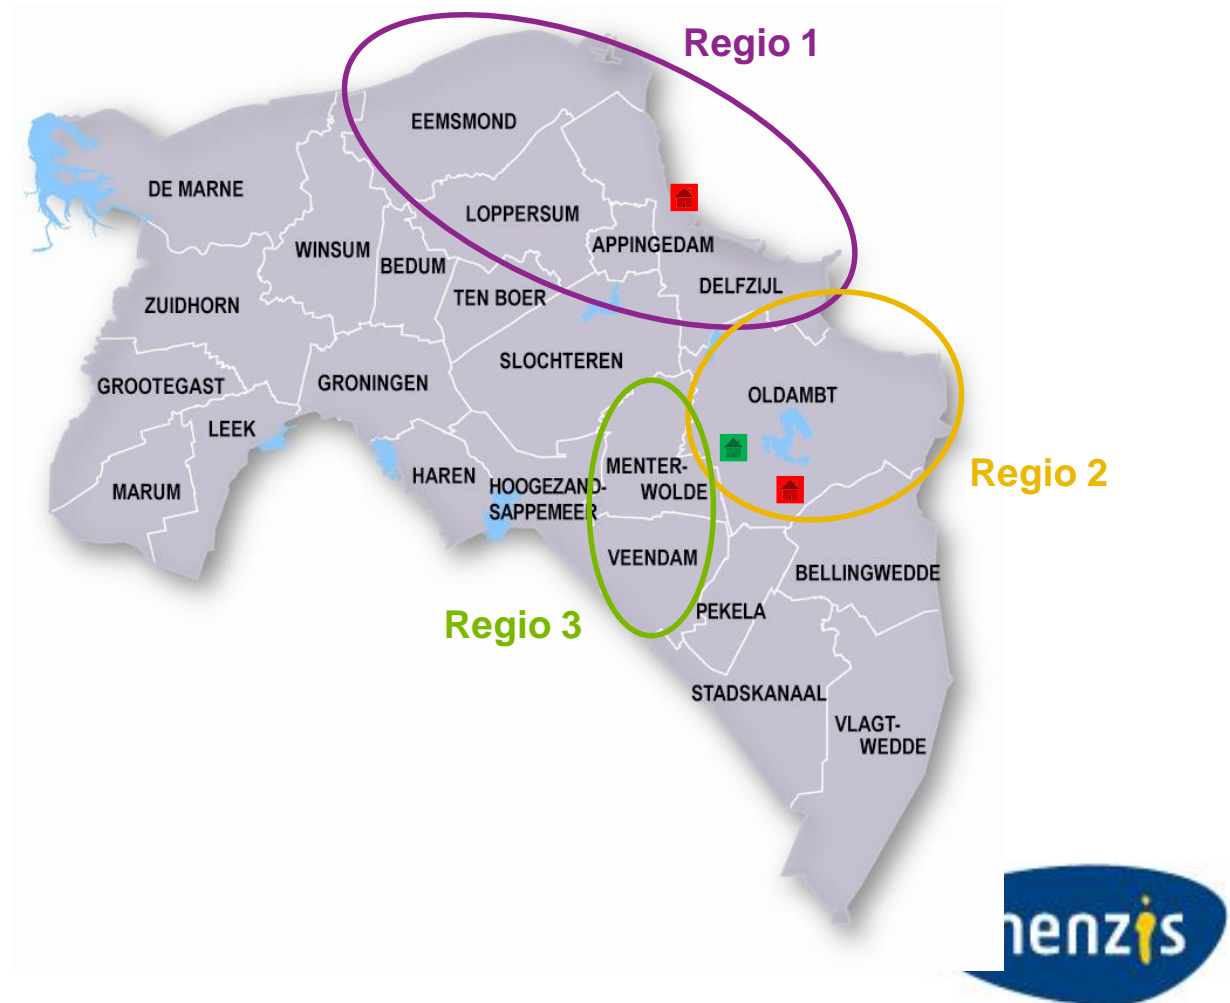 Regio 1
EEMSMOND
DE MARNE
LOPPERSUM
WINSUM
APPINGEDAM
BEDUM
DELFZIJL
TEN BOER
ZUIDHORN
SLOCHTEREN
GROOTEGAST
GRONINGEN
OLDAMBT
LEEK
MENTER-
WOLDE
Regio 2
HAREN
HOOGEZAND-
SAPPEMEER
MARUM
VEENDAM
BELLINGWEDDE
PEKELA
Regio 3
STADSKANAAL
VLAGT-
WEDDE
enzis